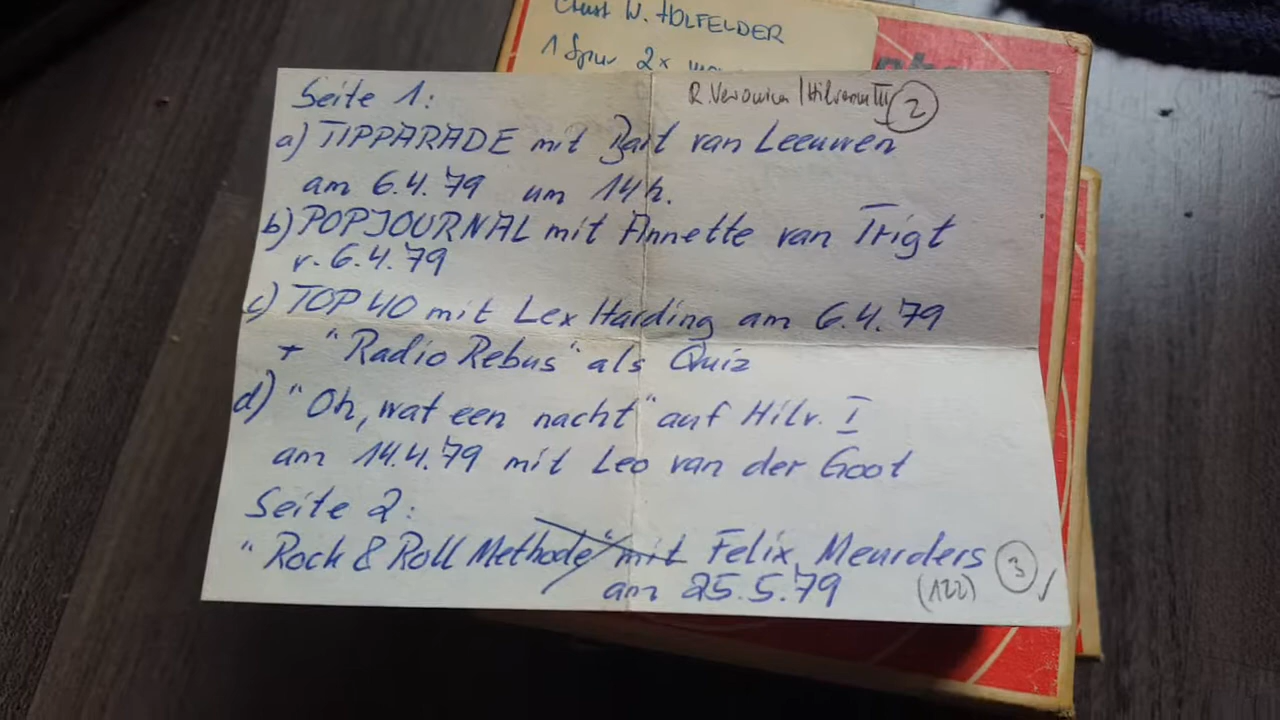 W. HOLFELDER
1 Spur 2x
Seite 1:
R. Veronica / Hilversum III 2
a) TIPPARADE mit Bart van Leeuwen
am 6.4.79 um 14h.
b) POPJOURNAL mit Annette van Trigt
v. 6.4.79
c) TOP 40 mit Lex Harding am 6.4.79
+ "Radio Rebus" als Quiz
d) "Oh, wat een nacht" auf Hilv. I
am 14.4.79 mit Leo van der Goot
Seite 2:
"Rock & Roll Methode" mit Felix Meurders 3
am 25.5.79 (122) ✓